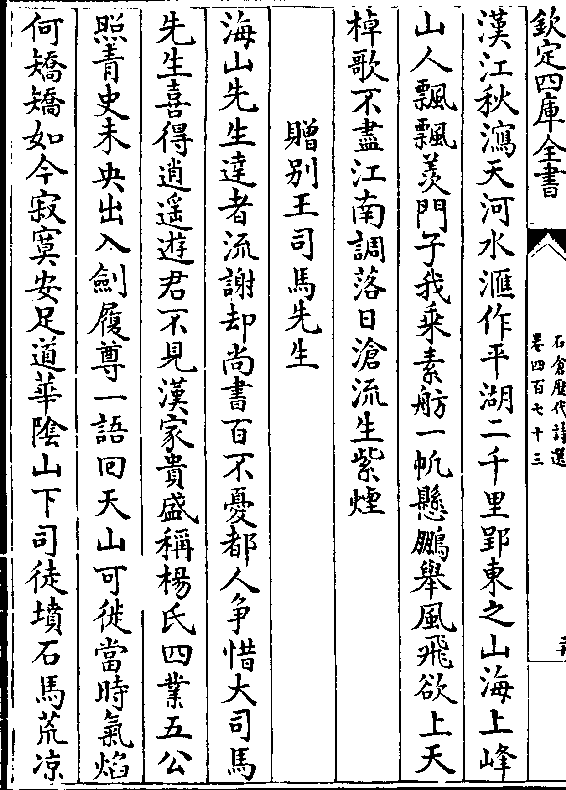 欽定四庫全書
石倉歷代詩選
卷四百七十三
漢江秋瀉天河水滙作平湖二千里郢東之山海上峰
山人飄飄羨門子我乘素舫一帆懸鵬舉風飛欲上天
棹歌不盡江南調落日滄流生紫煙
贈别王司馬先生
海山先生達者流謝却尚書百不憂都人争惜大司馬
先生喜得逍遥遊君不見漢家貴盛稱楊氏四業五公
照青史未央出入劍履尊一語回天山可徙當時氣焰
何矯矯如今寂寞安足道華隂山下司徒墳石馬荒凉